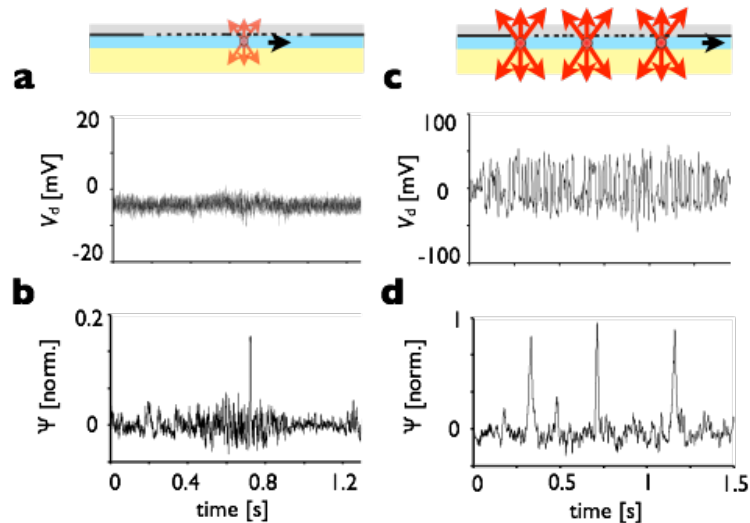 a
20
0
-20
V_d [mV]
b
0.2
0
Ψ [norm.]
0 0.4 0.8 1.2
time [s]
c
100
0
-100
V_d [mV]
d
1
0
Ψ [norm.]
0 0.5 1 1.5
time [s]